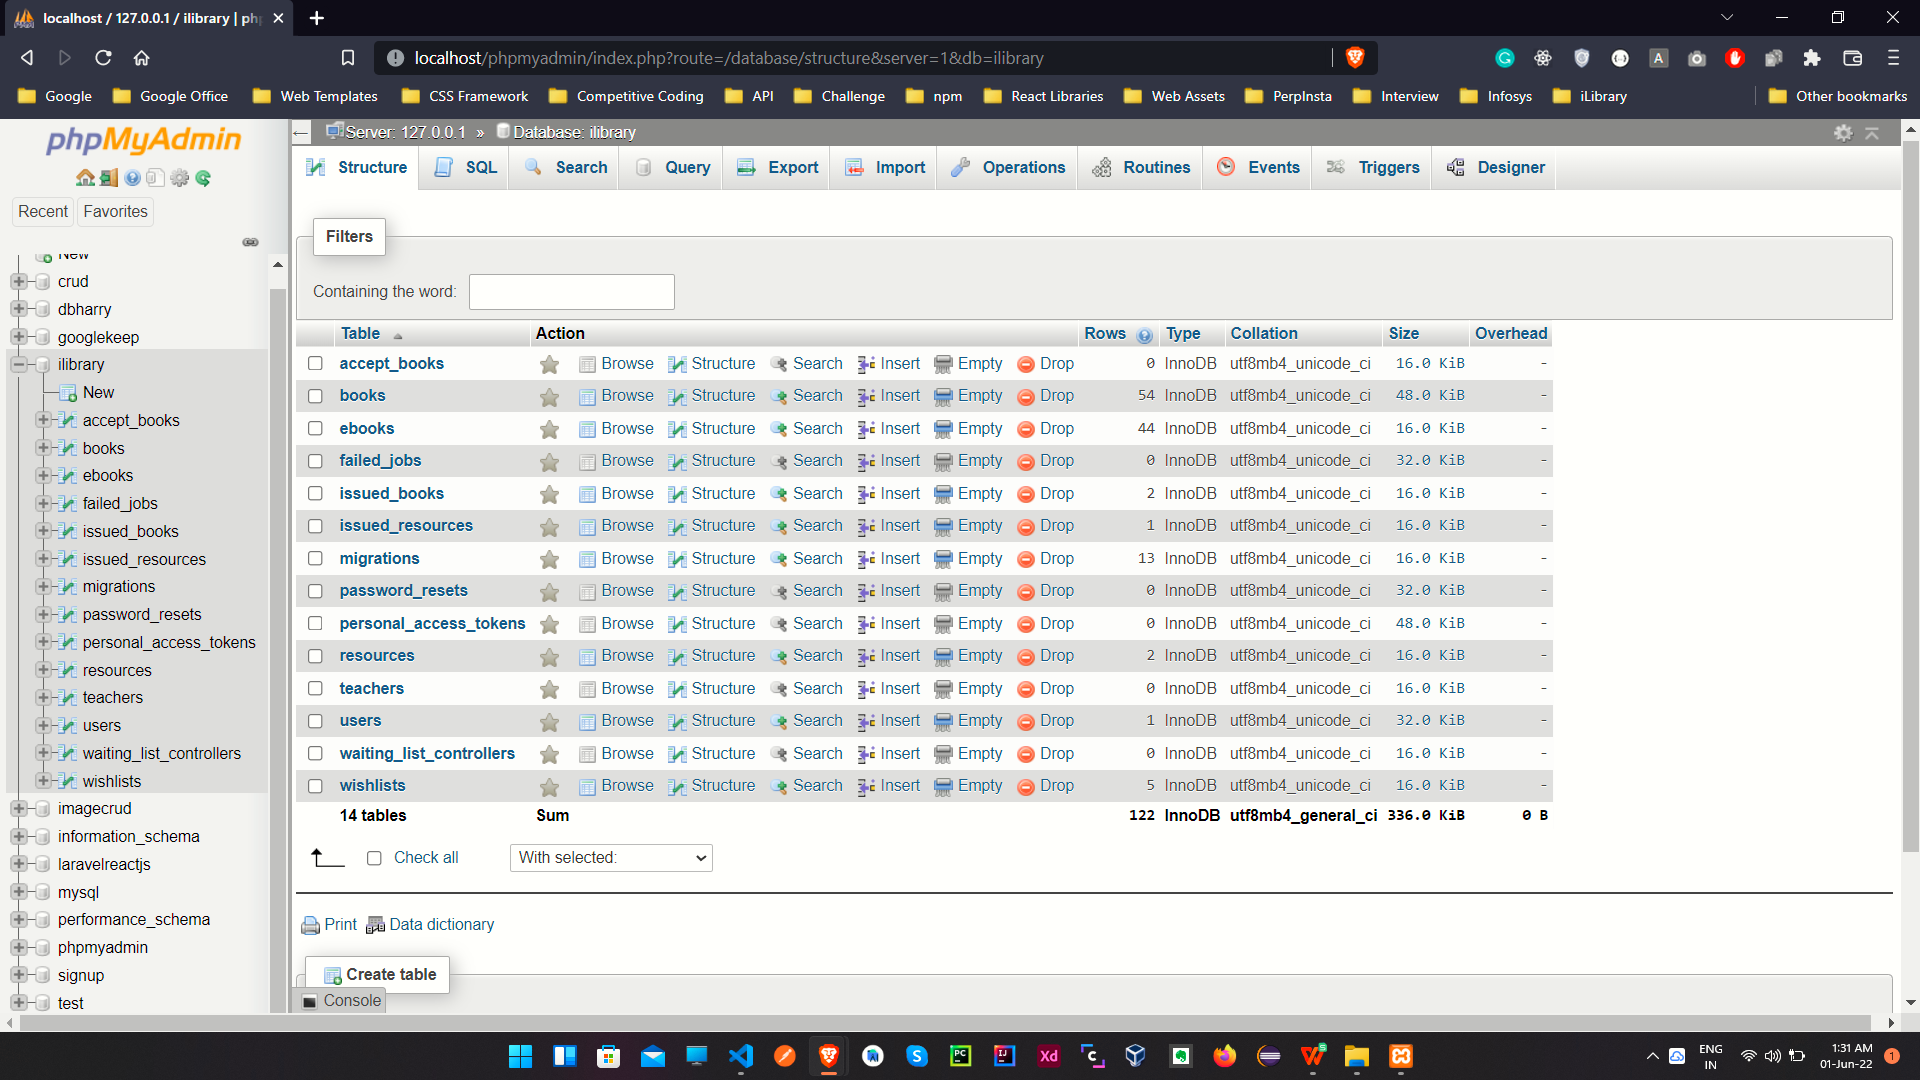 localhost / 127.0.0.1 / ilibrary | php
localhost/phpmyadmin/index.php?route=/database/structure&server=1&db=ilibrary
Google Google Office Web Templates CSS Framework Competitive Coding API Challenge npm React Libraries Web Assets PerpInsta Interview Infosys iLibrary Other bookmarks
phpMyAdmin
Recent Favorites
New
crud
dbharry
googlekeep
ilibrary
New
accept_books
books
ebooks
failed_jobs
issued_books
issued_resources
migrations
password_resets
personal_access_tokens
resources
teachers
users
waiting_list_controllers
wishlists
imagecrud
information_schema
laravelreactjs
mysql
performance_schema
phpmyadmin
signup
test
Server: 127.0.0.1 » Database: ilibrary
Structure SQL Search Query Export Import Operations Routines Events Triggers Designer
Filters
Containing the word:
Table Action Rows Type Collation Size Overhead
accept_books Browse Structure Search Insert Empty Drop 0 InnoDB utf8mb4_unicode_ci 16.0 KiB -
books Browse Structure Search Insert Empty Drop 54 InnoDB utf8mb4_unicode_ci 48.0 KiB -
ebooks Browse Structure Search Insert Empty Drop 44 InnoDB utf8mb4_unicode_ci 16.0 KiB -
failed_jobs Browse Structure Search Insert Empty Drop 0 InnoDB utf8mb4_unicode_ci 32.0 KiB -
issued_books Browse Structure Search Insert Empty Drop 2 InnoDB utf8mb4_unicode_ci 16.0 KiB -
issued_resources Browse Structure Search Insert Empty Drop 1 InnoDB utf8mb4_unicode_ci 16.0 KiB -
migrations Browse Structure Search Insert Empty Drop 13 InnoDB utf8mb4_unicode_ci 16.0 KiB -
password_resets Browse Structure Search Insert Empty Drop 0 InnoDB utf8mb4_unicode_ci 32.0 KiB -
personal_access_tokens Browse Structure Search Insert Empty Drop 0 InnoDB utf8mb4_unicode_ci 48.0 KiB -
resources Browse Structure Search Insert Empty Drop 2 InnoDB utf8mb4_unicode_ci 16.0 KiB -
teachers Browse Structure Search Insert Empty Drop 0 InnoDB utf8mb4_unicode_ci 16.0 KiB -
users Browse Structure Search Insert Empty Drop 1 InnoDB utf8mb4_unicode_ci 32.0 KiB -
waiting_list_controllers Browse Structure Search Insert Empty Drop 0 InnoDB utf8mb4_unicode_ci 16.0 KiB -
wishlists Browse Structure Search Insert Empty Drop 5 InnoDB utf8mb4_unicode_ci 16.0 KiB -
14 tables Sum 122 InnoDB utf8mb4_general_ci 336.0 KiB 0 B
Check all With selected:
Print Data dictionary
Create table
Console
ENG
IN
1:31 AM
01-Jun-22
1